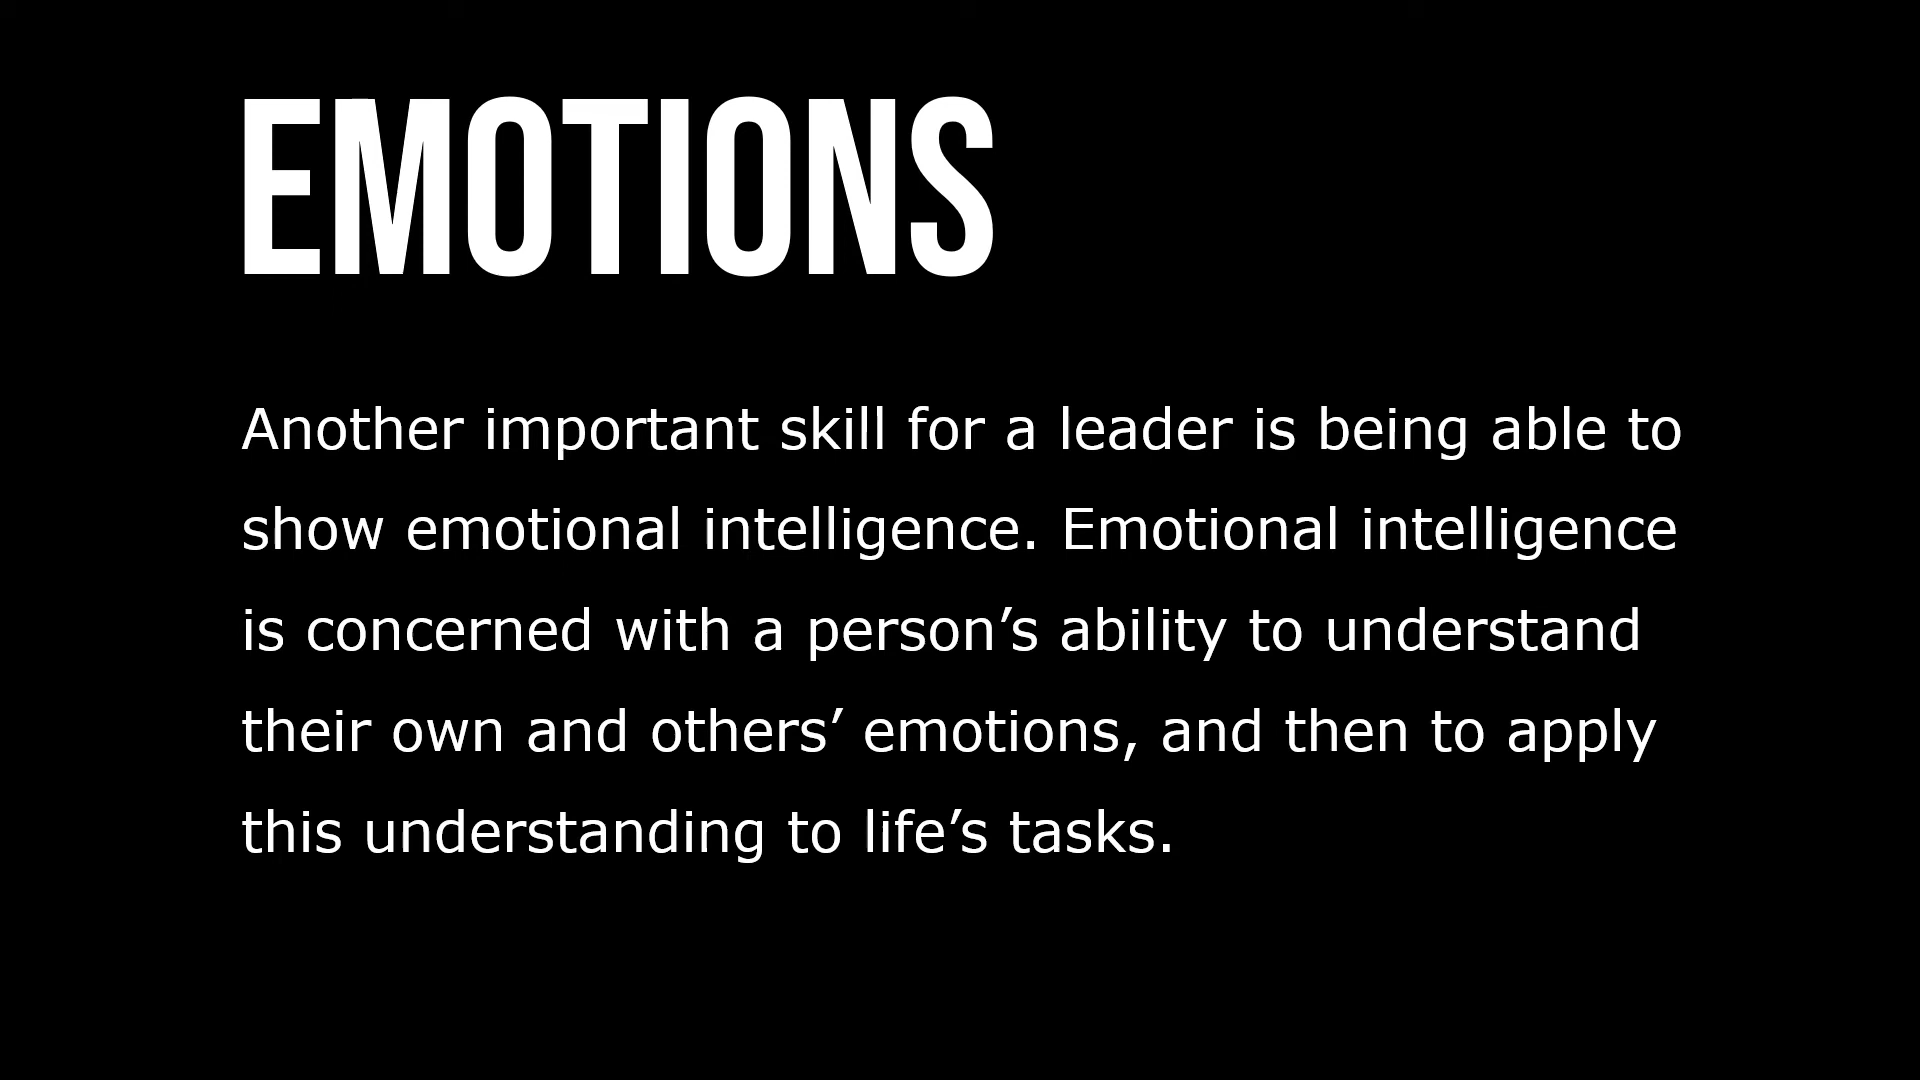 EMOTIONS
Another important skill for a leader is being able to
show emotional intelligence. Emotional intelligence
is concerned with a person’s ability to understand
their own and others’ emotions, and then to apply
this understanding to life’s tasks.